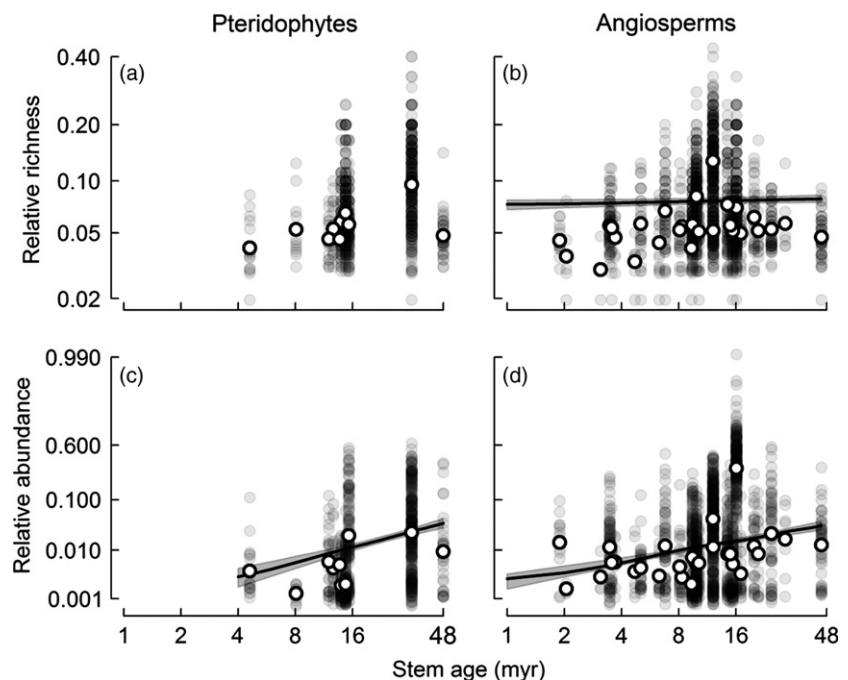 Pteridophytes
Angiosperms
Relative richness
0.40
0.20
0.10
0.05
0.02
(a)
(b)
Relative abundance
0.990
0.600
0.100
0.010
0.001
(c)
(d)
1 2 4 8 16 48
1 2 4 8 16 48
Stem age (myr)